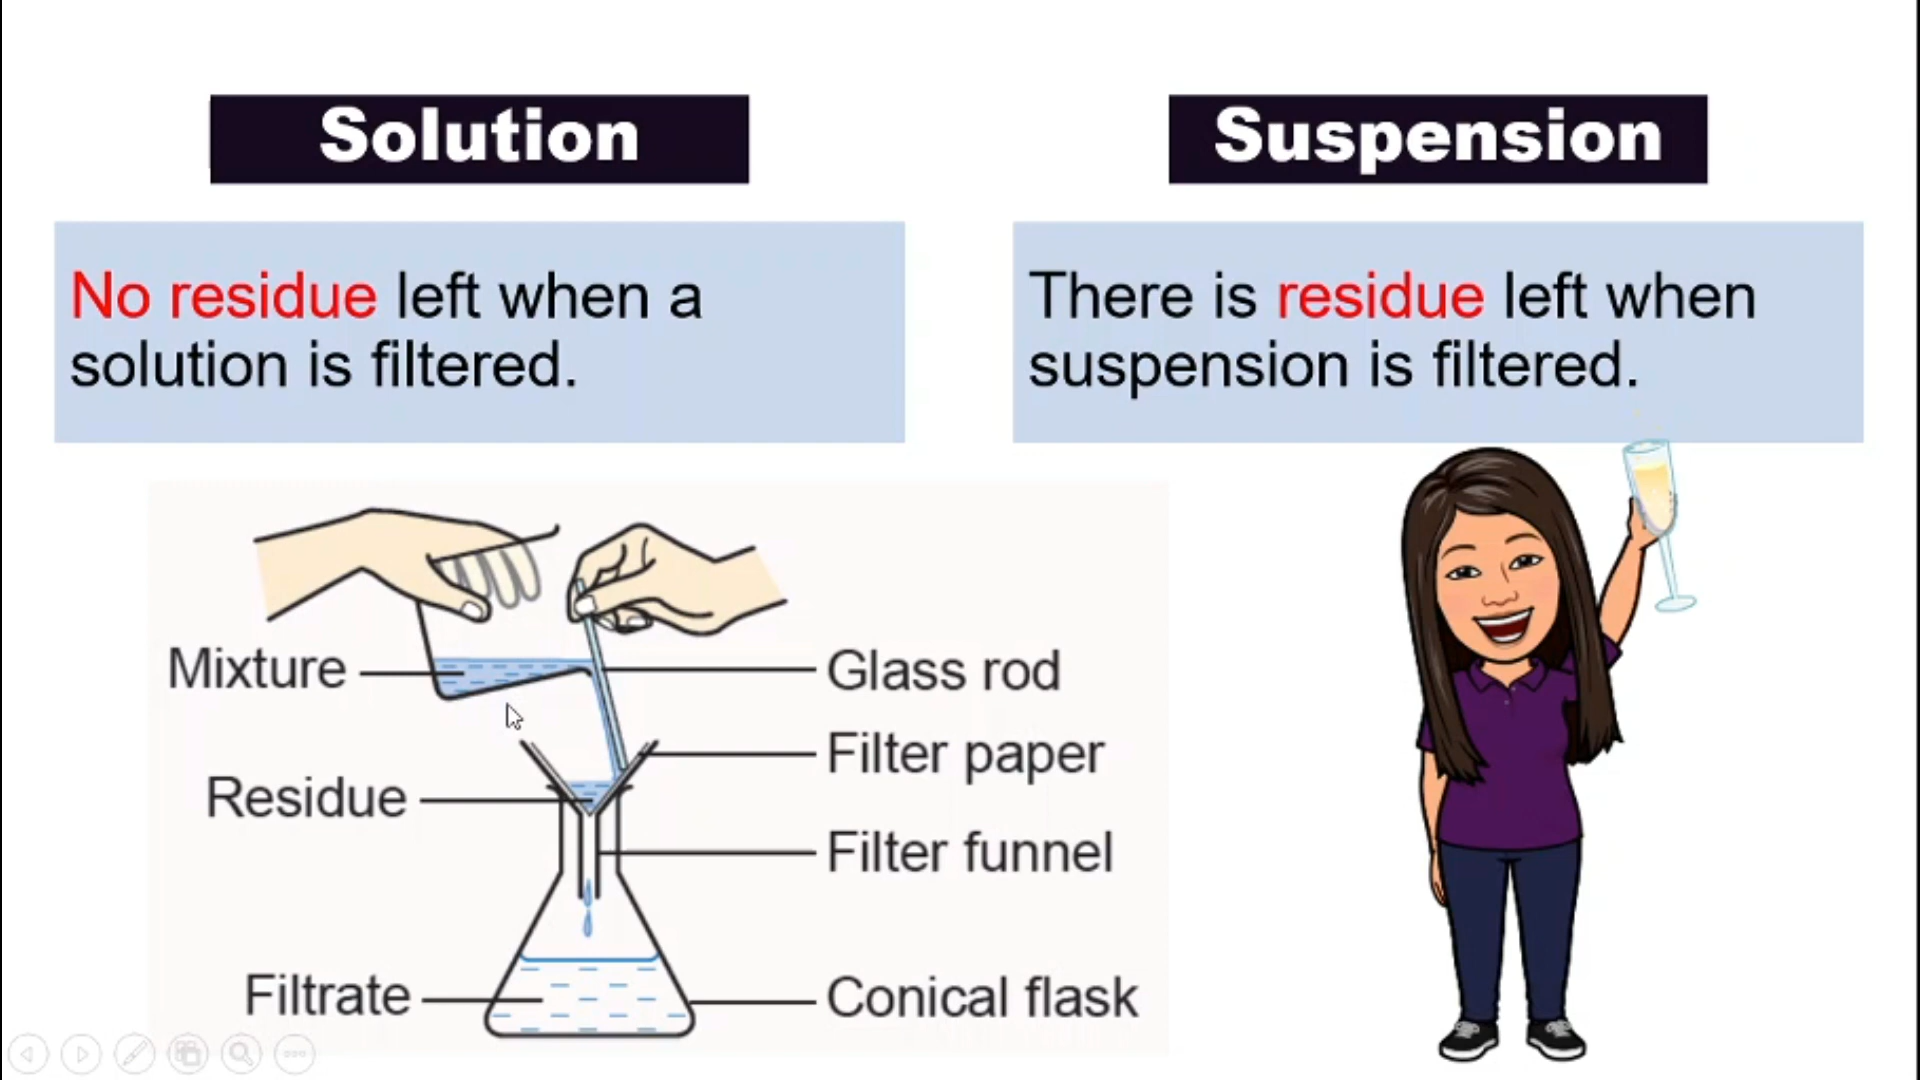 Solution
Suspension
No residue left when a
solution is filtered.
There is residue left when
suspension is filtered.
Mixture
Residue
Filtrate
Glass rod
Filter paper
Filter funnel
Conical flask